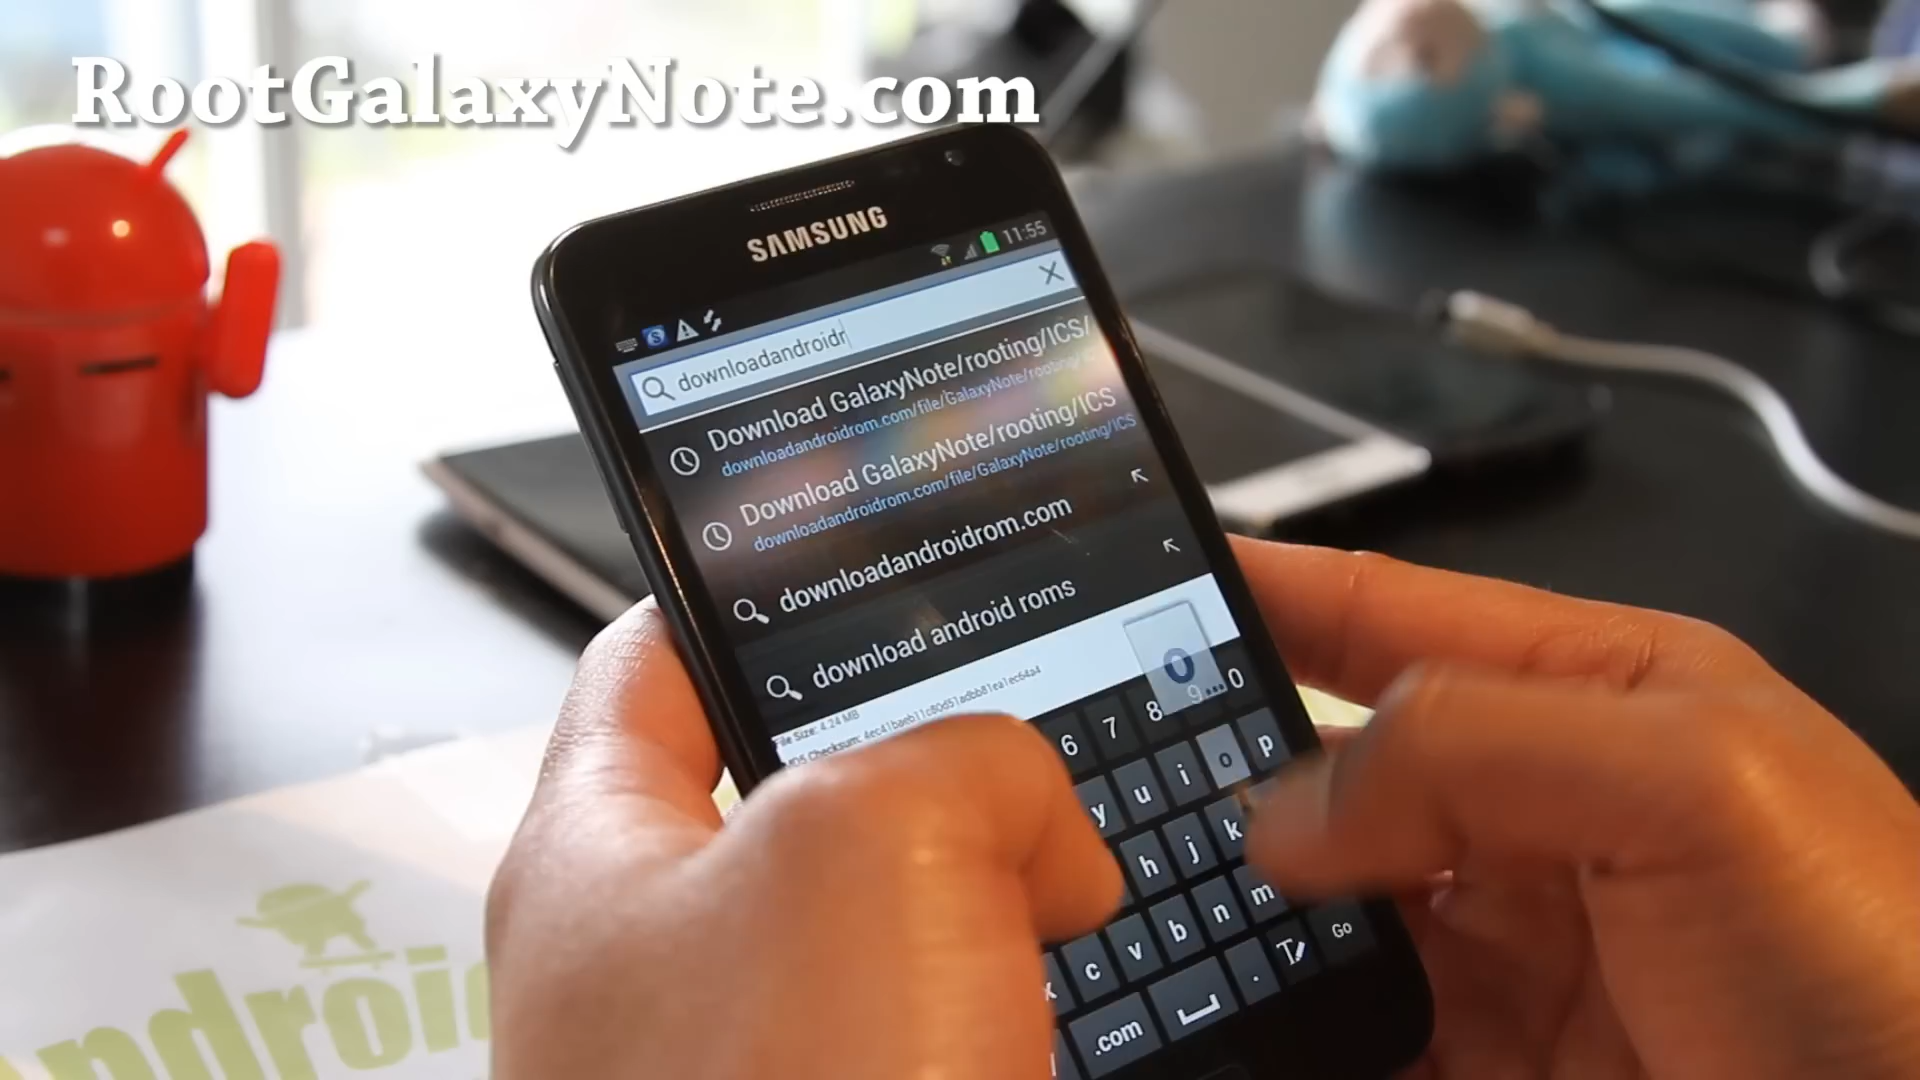 RootGalaxyNote.com
SAMSUNG
11:55
downloadandroidr
Download GalaxyNote/rooting/ICS/
downloadandroidrom.com/file/GalaxyNote/rooting/
Download GalaxyNote/rooting/ICS
downloadandroidrom.com/file/GalaxyNote/rooting/ICS
downloadandroidrom.com
download android roms
File Size: 4.24 MB
MD5 Checksum:
o
6 7 8 9 0
y u i o p
h j k
x c v b n m
.com . Go
Android